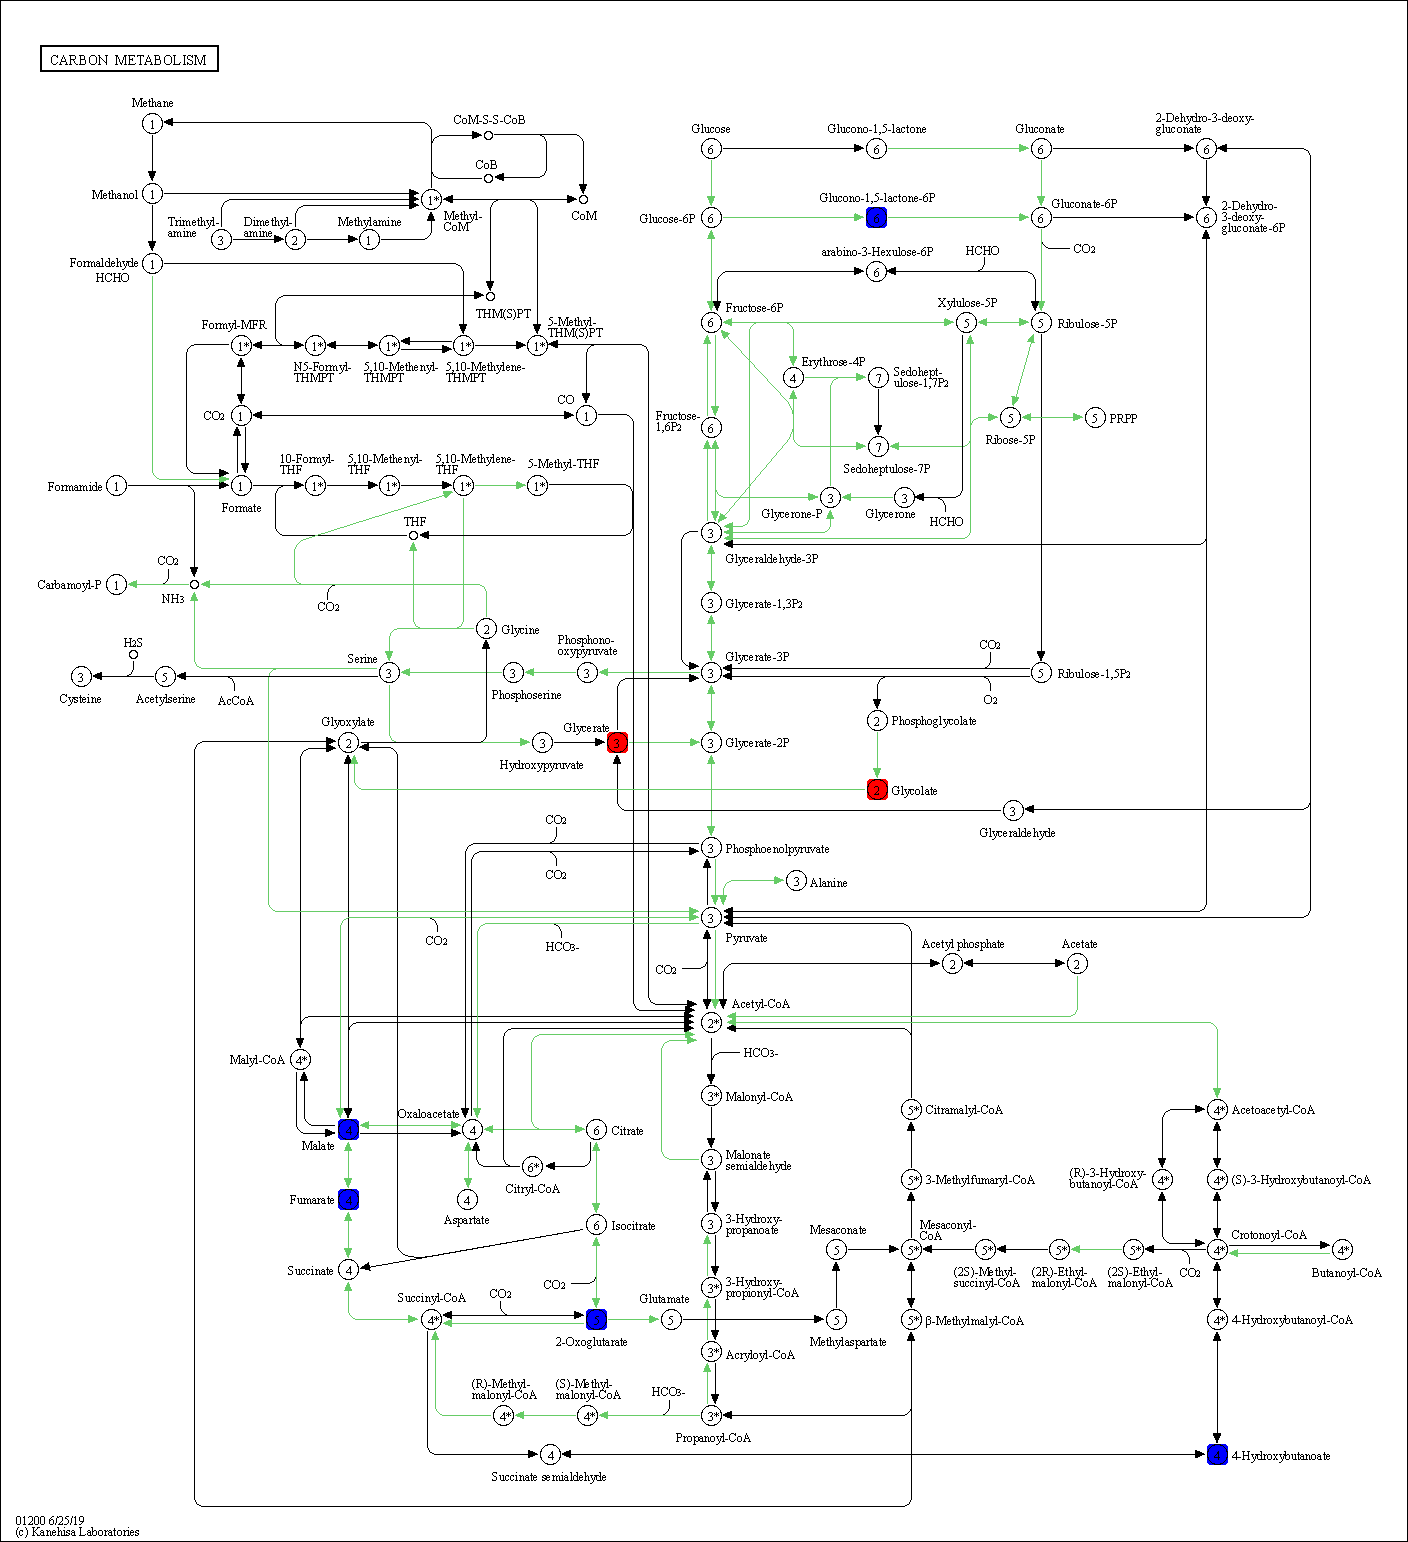 CARBON METABOLISM
Methane
1
CoM-S-S-CoB
CoB
Methanol
1
1*
Methyl-
CoM
CoM
Trimethyl-
amine
3
Dimethyl-
amine
2
Methylamine
1
Formaldehyde
HCHO
1
THM(S)PT
Formyl-MFR
1*
N5-Formyl-
THMPT
1*
5,10-Methenyl-
THMPT
1*
5,10-Methylene-
THMPT
1*
5-Methyl-
THM(S)PT
1*
CO2
1
CO
1
Formamide
1
Formate
1
10-Formyl-
THF
1*
5,10-Methenyl-
THF
1*
5,10-Methylene-
THF
1*
5-Methyl-THF
1*
THF
Carbamoyl-P
1
CO2
NH3
CO2
2
Glycine
H2S
Serine
3
Phosphoserine
3
Phosphono-
oxypyruvate
3
3
Cysteine
5
Acetylserine
AcCoA
Glyoxylate
2
Hydroxypyruvate
3
Glycerate
3
Glucose
6
Glucono-1,5-lactone
6
Gluconate
6
2-Dehydro-3-deoxy-
gluconate
6
Glucose-6P
6
Glucono-1,5-lactone-6P
6
Gluconate-6P
6
2-Dehydro-
3-deoxy-
gluconate-6P
6
CO2
arabino-3-Hexulose-6P
6
HCHO
Fructose-6P
6
Xylulose-5P
5
Ribulose-5P
5
Erythrose-4P
4
Sedohept-
ulose-1,7P2
7
Fructose-
1,6P2
6
Ribose-5P
5
5
PRPP
7
Sedoheptulose-7P
Glycerone-P
3
Glycerone
3
HCHO
3
Glyceraldehyde-3P
3
Glycerate-1,3P2
3
Glycerate-3P
CO2
O2
5
Ribulose-1,5P2
2
Phosphoglycolate
3
Glycerate-2P
2
Glycolate
3
Glyceraldehyde
CO2
CO2
3
Phosphoenolpyruvate
3
Alanine
3
Pyruvate
CO2
HCO3-
CO2
Acetyl phosphate
2
Acetate
2
Acetyl-CoA
2*
HCO3-
Malyl-CoA
4*
3*
Malonyl-CoA
Malate
4
Oxaloacetate
4
6
Citrate
6*
Citryl-CoA
3
Malonate
semialdehyde
Fumarate
4
4
Aspartate
6
Isocitrate
3
3-Hydroxy-
propanoate
Succinate
4
CO2
3*
3-Hydroxy-
propionyl-CoA
Succinyl-CoA
4*
CO2
5
2-Oxoglutarate
Glutamate
5
5
Methylaspartate
Mesaconate
5
3*
Acryloyl-CoA
(R)-Methyl-
malonyl-CoA
4*
(S)-Methyl-
malonyl-CoA
4*
HCO3-
3*
Propanoyl-CoA
4
Succinate semialdehyde
5*
Citramalyl-CoA
5*
3-Methylfumaryl-CoA
Mesaconyl-
CoA
5*
5*
(2S)-Methyl-
succinyl-CoA
5*
(2R)-Ethyl-
malonyl-CoA
5*
(2S)-Ethyl-
malonyl-CoA
CO2
5*
β-Methylmalyl-CoA
4*
Acetoacetyl-CoA
(R)-3-Hydroxy-
butanoyl-CoA
4*
4*
(S)-3-Hydroxybutanoyl-CoA
Crotonoyl-CoA
4*
4*
Butanoyl-CoA
4*
4-Hydroxybutanoyl-CoA
4
4-Hydroxybutanoate
01200 6/25/19
(c) Kanehisa Laboratories